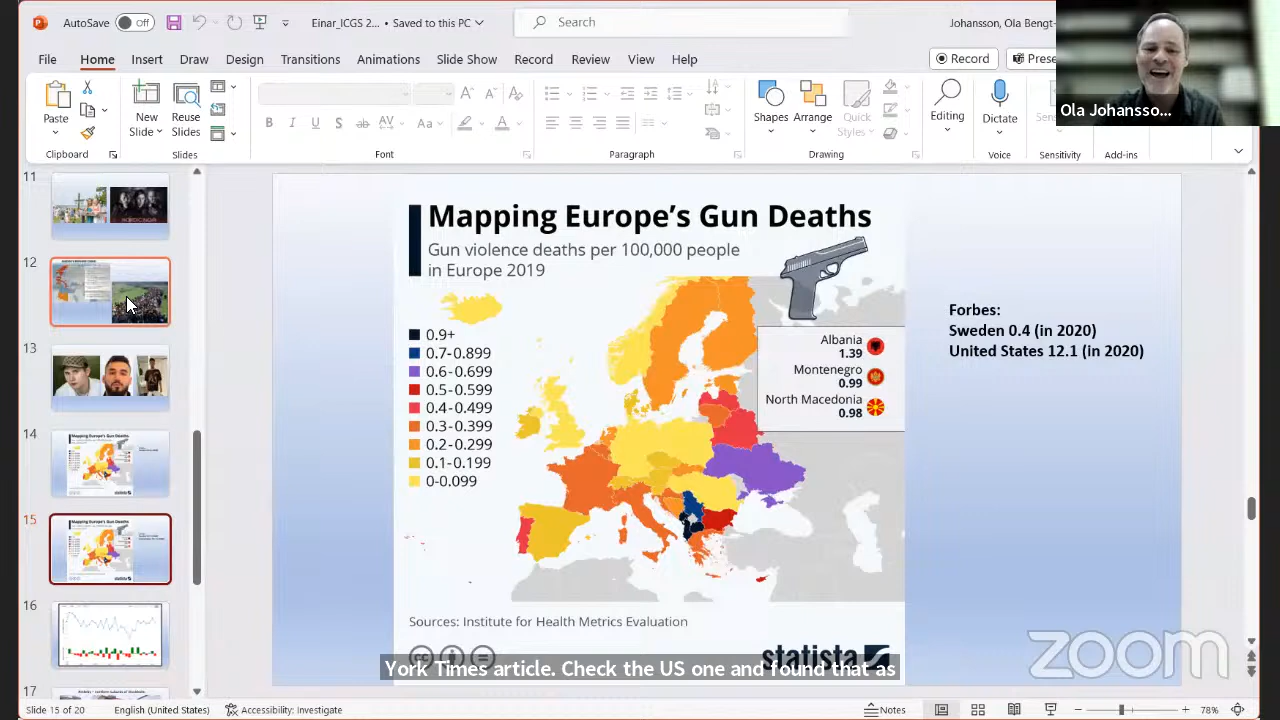 AutoSave Off Einar_ICGS 2... • Saved to this PC Search Johansson, Ola Bengt-
File Home Insert Draw Design Transitions Animations Slide Show Record Review View Help Record Prese
Paste New Slide Reuse Slides Shapes Arrange Quick Styles Editing Dictate
B I U S ab AV Aa A
Clipboard Slides Font Paragraph Drawing Voice Sensitivity Add-ins
Ola Johansso...
11
12
13
14
15
16
17
Mapping Europe's Gun Deaths
Gun violence deaths per 100,000 people
in Europe 2019
0.9+
0.7-0.899
0.6-0.699
0.5-0.599
0.4-0.499
0.3-0.399
0.2-0.299
0.1-0.199
0-0.099
Albania
1.39
Montenegro
0.99
North Macedonia
0.98
Forbes:
Sweden 0.4 (in 2020)
United States 12.1 (in 2020)
Sources: Institute for Health Metrics Evaluation
statista
zoom
York Times article. Check the US one and found that as
Slide 15 of 20 English (United States) Accessibility: Investigate Notes 78%